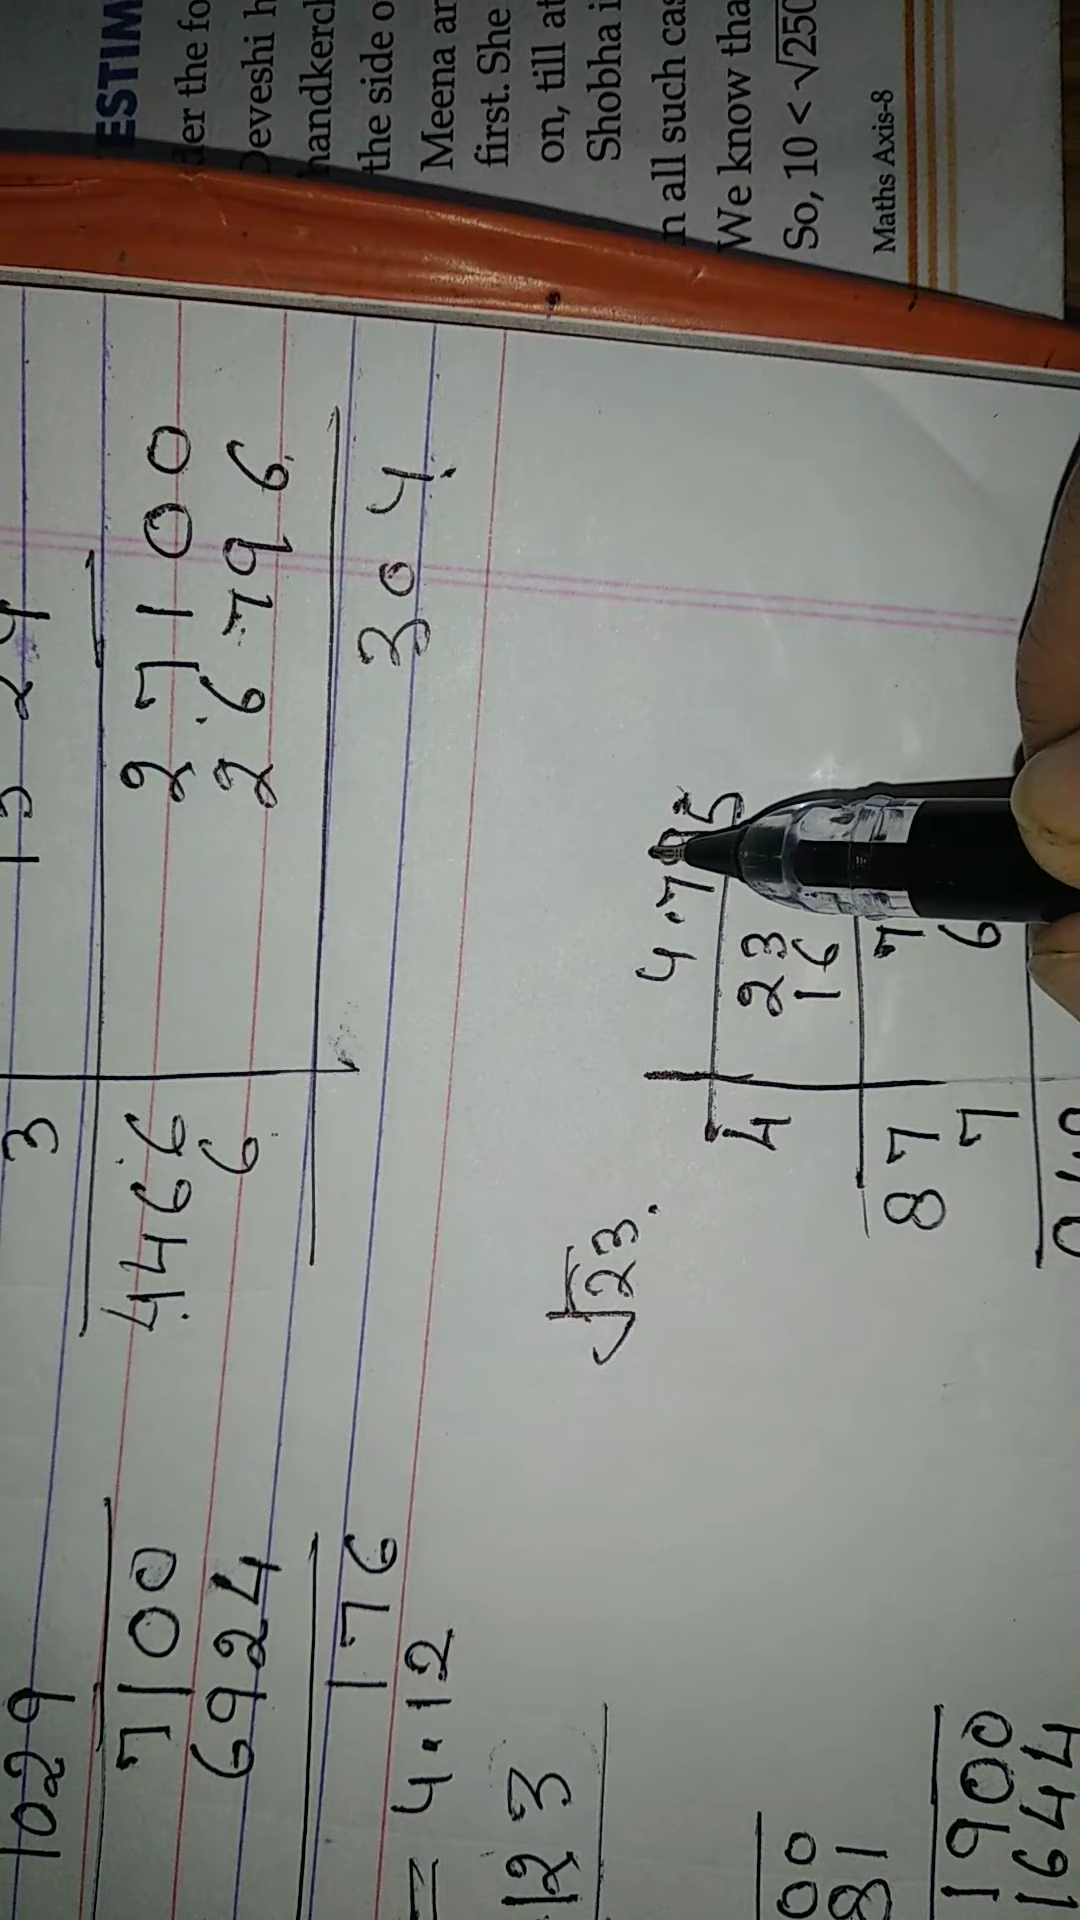 ESTIM
the fo
Deveshi h
handkerch
the side o
Meena ar
first. She
on, till at
Shobha i
n all such cas
We know tha
So, 10 < √250
Maths Axis-8
3
4466 27100
6 26796
304
1029
7100
6924
176
= 4.12
√23.
4.7
4 23
16
87 7
7 6
123
00
81
1900
1644